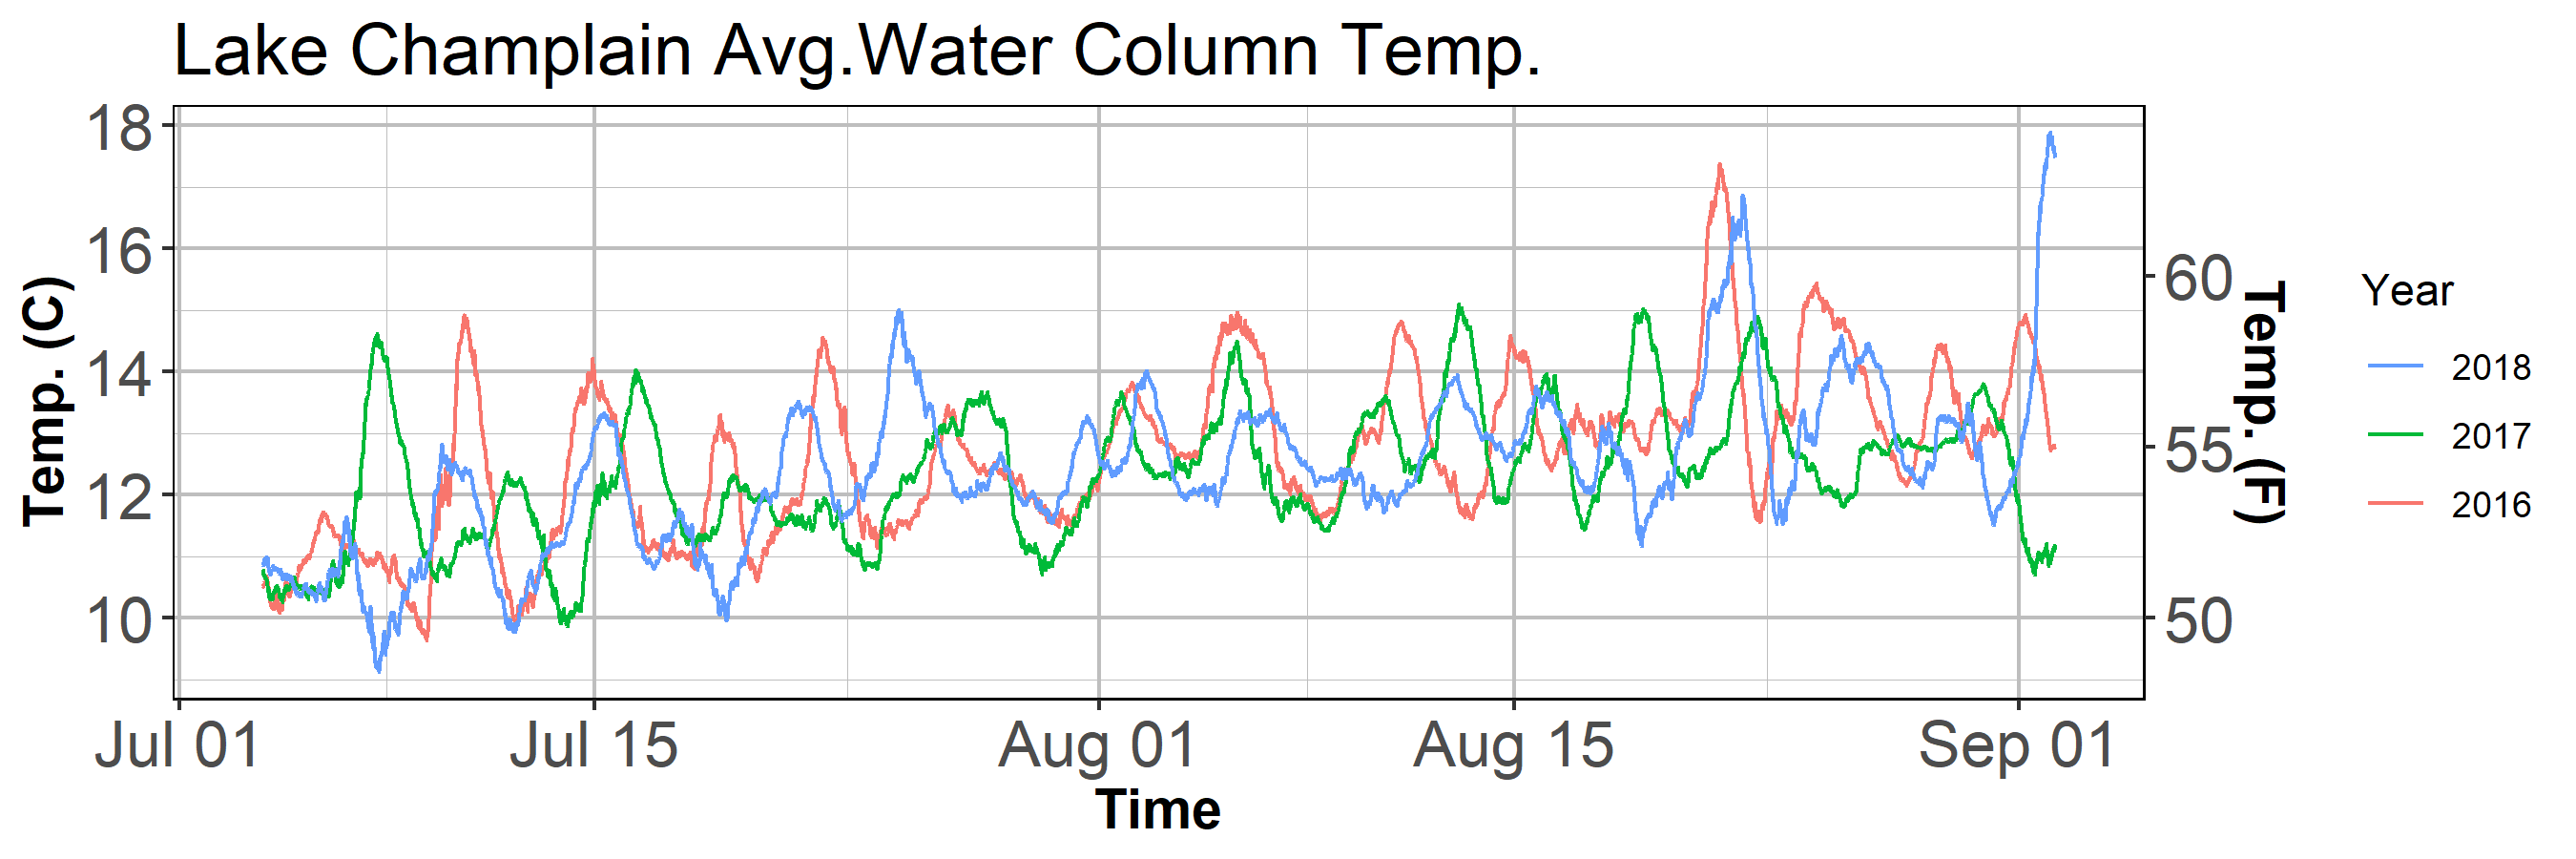 Lake Champlain Avg.Water Column Temp.
Temp. (C)
18
16
14
12
10
60
55
50
Temp. (F)
Jul 01
Jul 15
Aug 01
Aug 15
Sep 01
Time
Year
2018
2017
2016